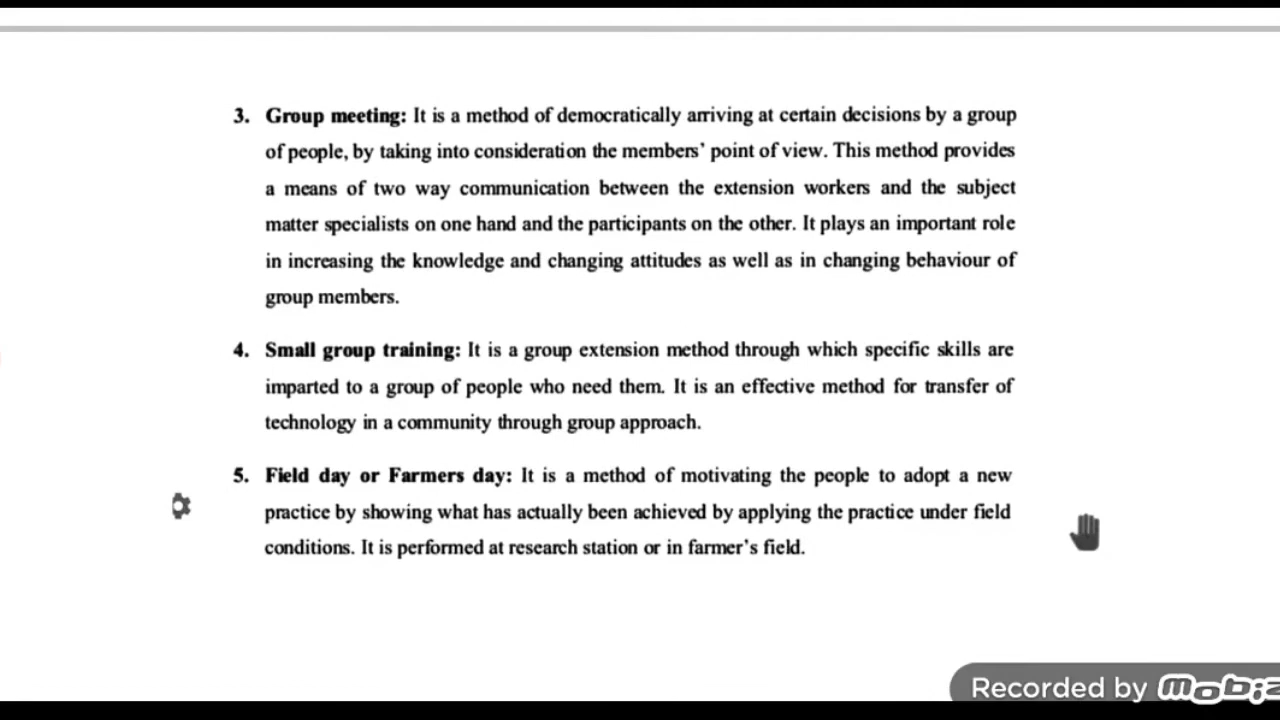 3. Group meeting: It is a method of democratically arriving at certain decisions by a group
of people, by taking into consideration the members' point of view. This method provides
a means of two way communication between the extension workers and the subject
matter specialists on one hand and the participants on the other. It plays an important role
in increasing the knowledge and changing attitudes as well as in changing behaviour of
group members.
4. Small group training: It is a group extension method through which specific skills are
imparted to a group of people who need them. It is an effective method for transfer of
technology in a community through group approach.
5. Field day or Farmers day: It is a method of motivating the people to adopt a new
practice by showing what has actually been achieved by applying the practice under field
conditions. It is performed at research station or in farmer's field.
Recorded by